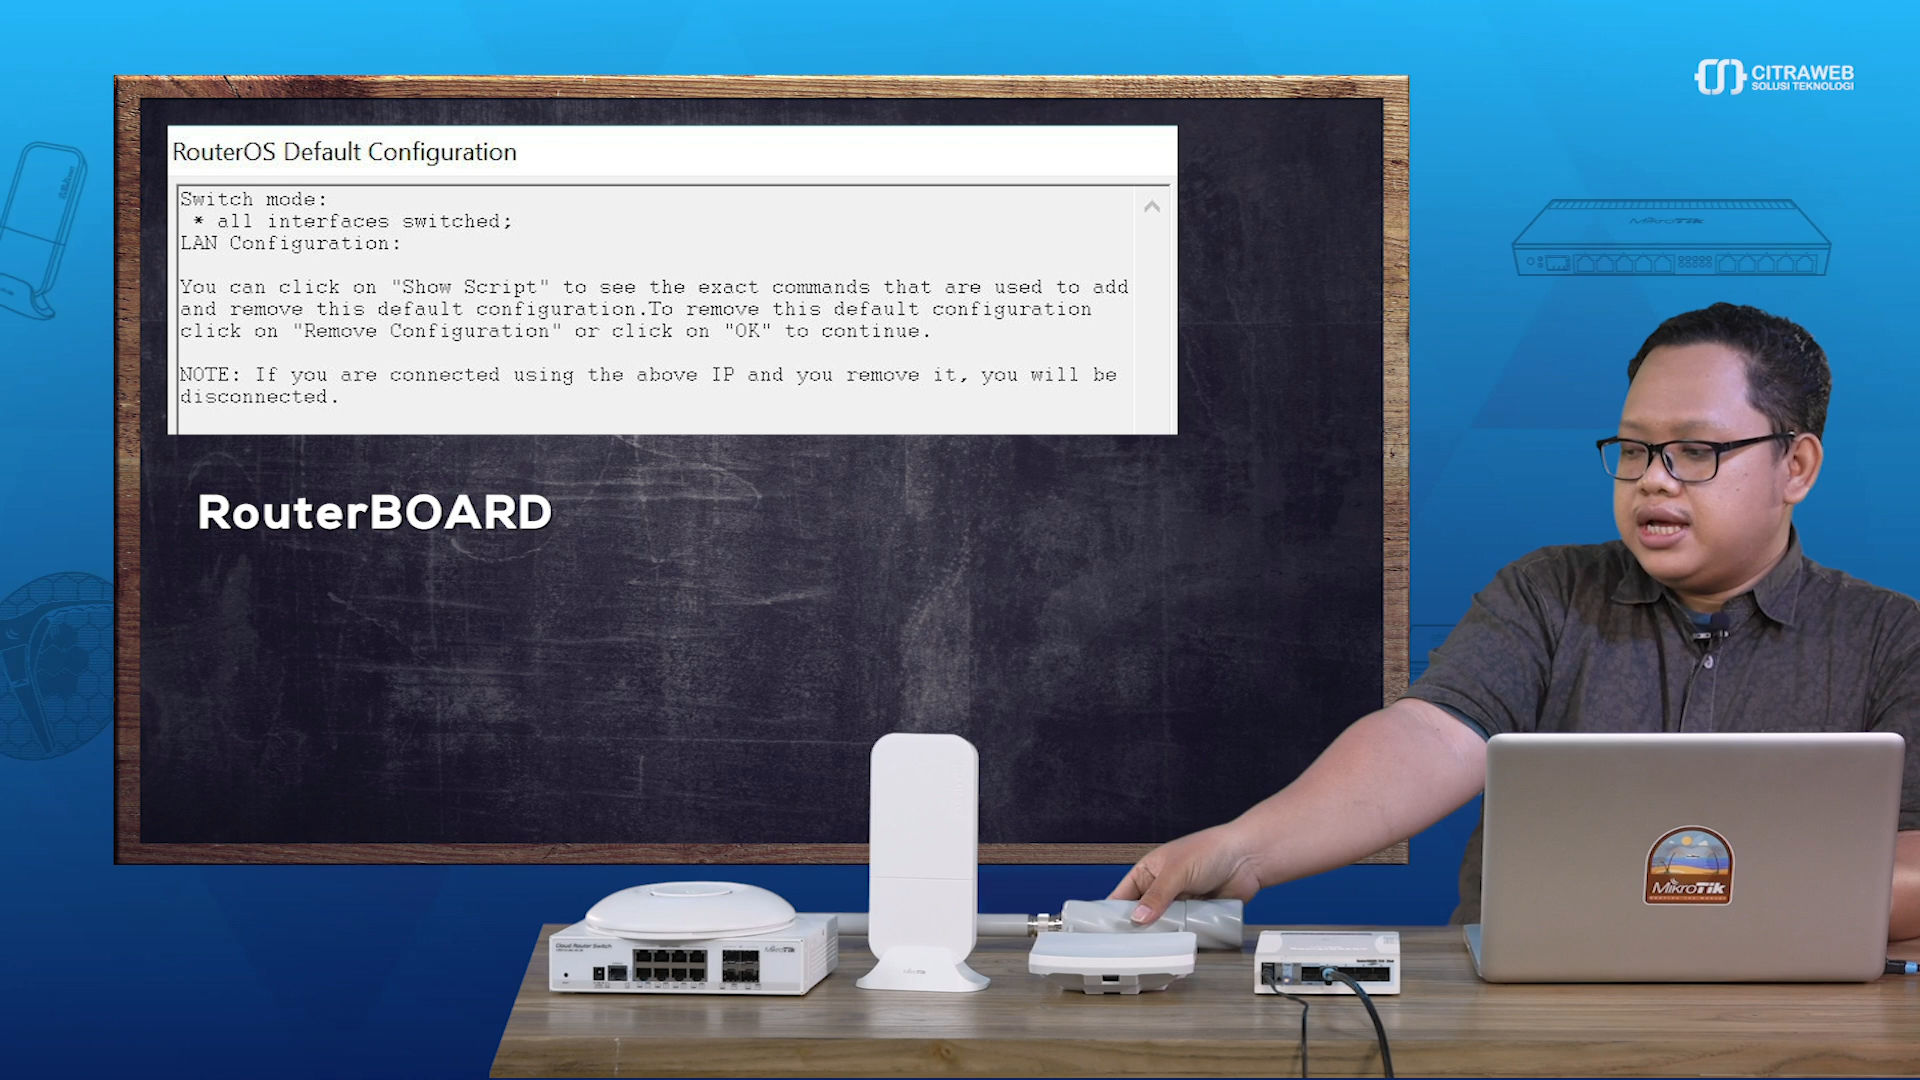 CITRAWEB
SOLUSI TEKNOLOGI
RouterOS Default Configuration
Switch mode:
* all interfaces switched;
LAN Configuration:
You can click on "Show Script" to see the exact commands that are used to add
and remove this default configuration.To remove this default configuration
click on "Remove Configuration" or click on "OK" to continue.
NOTE: If you are connected using the above IP and you remove it, you will be
disconnected.
RouterBOARD
MikroTik
Cloud Router Switch
MikroTik
MikroTik
MikroTik